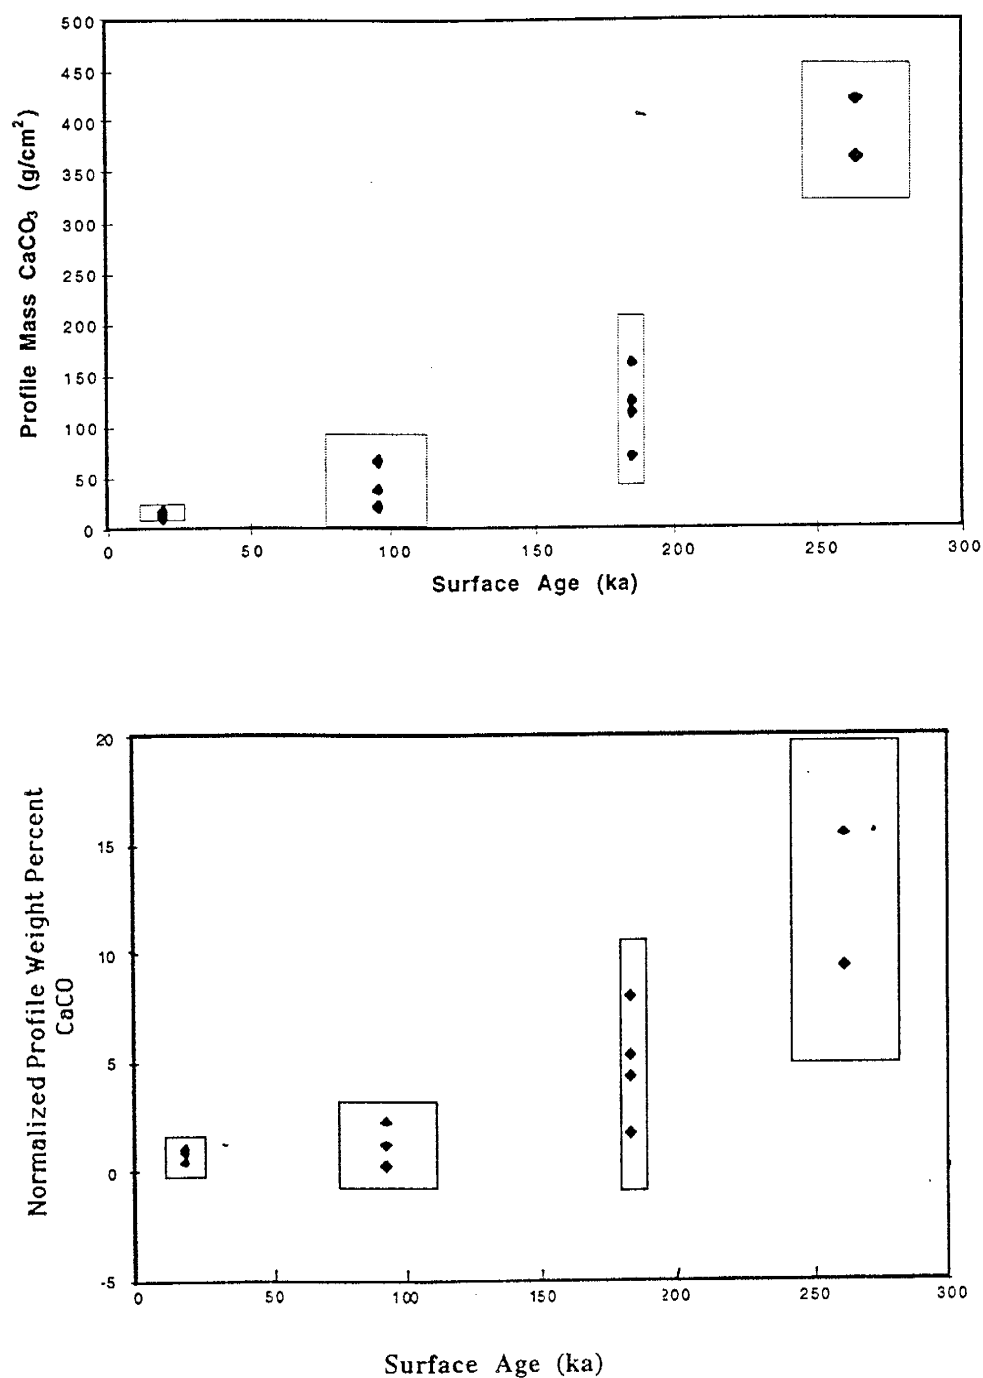 500
450
400
350
300
250
200
150
100
50
0
Profile Mass CaCO₃ (g/cm²)
0 50 100 150 200 250 300
Surface Age (ka)
20
15
10
5
0
-5
Normalized Profile Weight Percent
CaCO
0 50 100 150 200 250 300
Surface Age (ka)